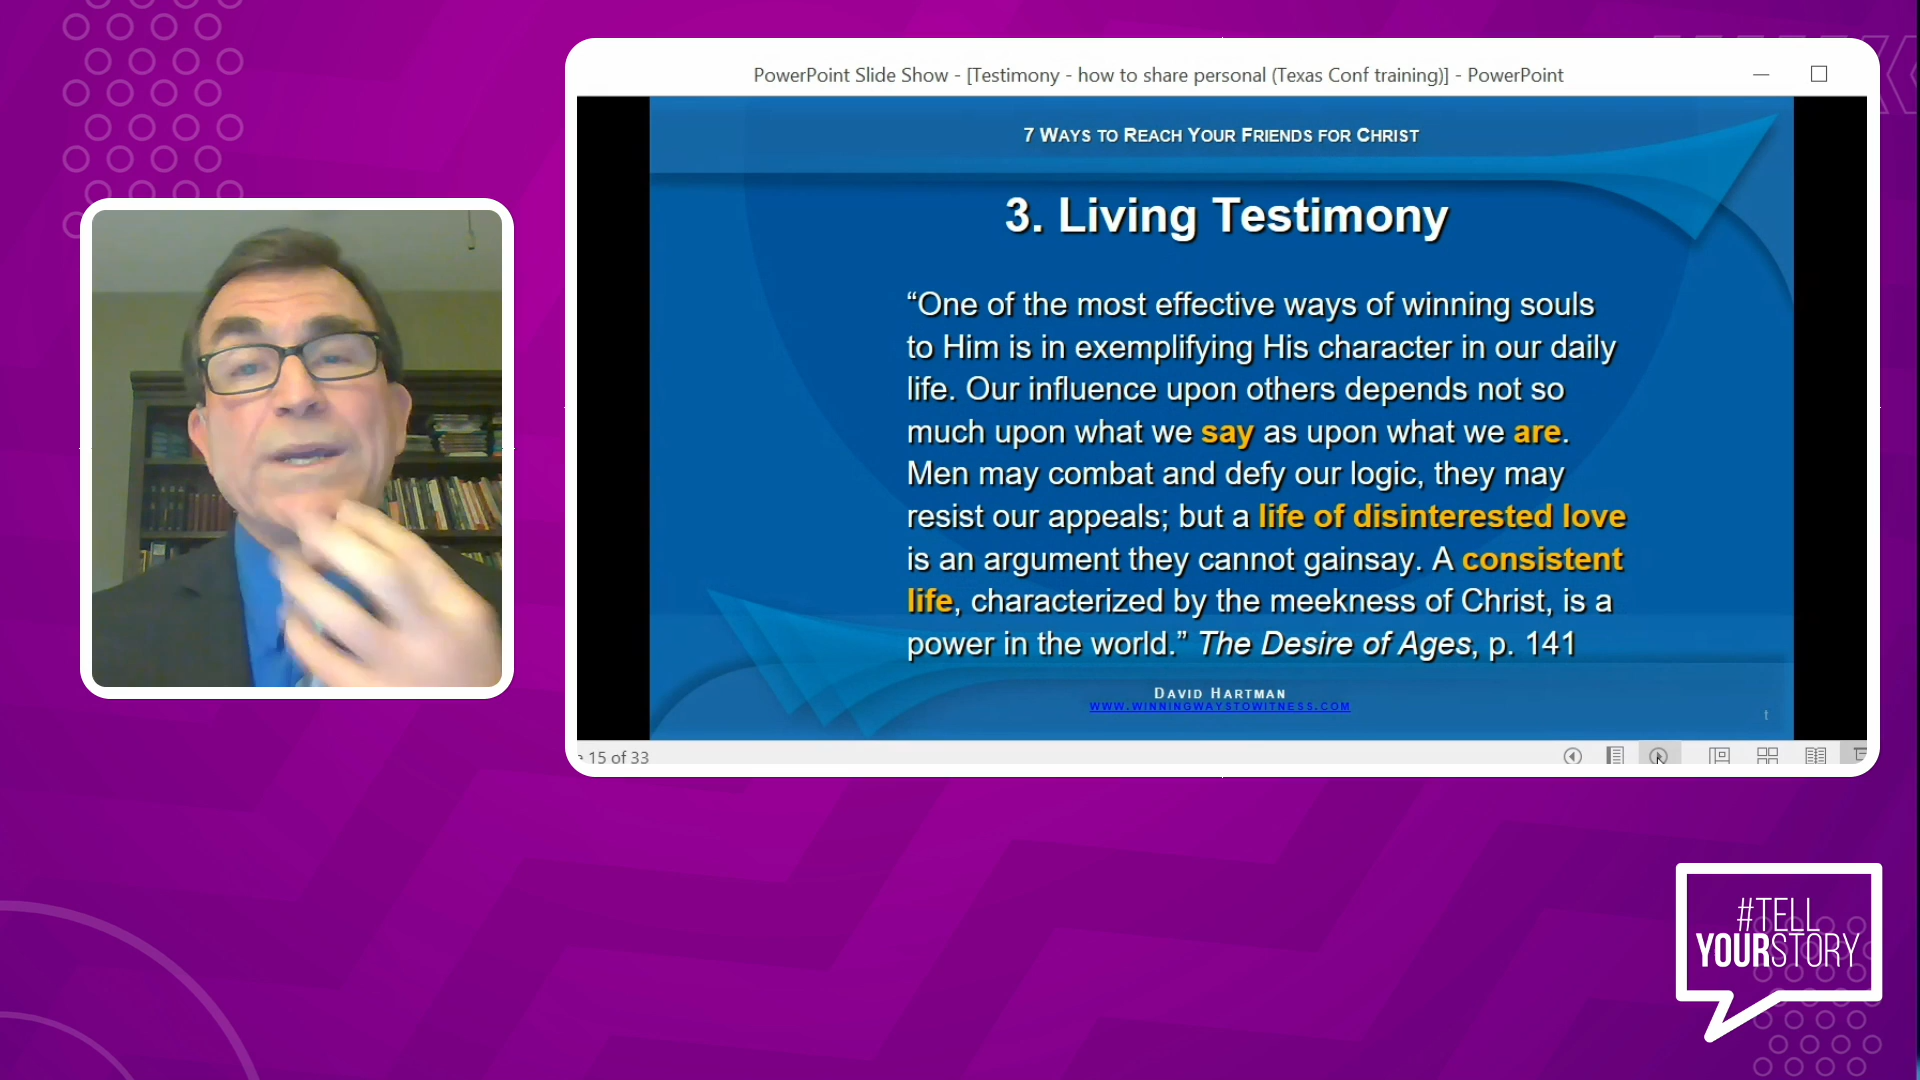 PowerPoint Slide Show - [Testimony - how to share personal (Texas Conf training)] - PowerPoint
7 WAYS TO REACH YOUR FRIENDS FOR CHRIST
3. Living Testimony
“One of the most effective ways of winning souls
to Him is in exemplifying His character in our daily
life. Our influence upon others depends not so
much upon what we say as upon what we are.
Men may combat and defy our logic, they may
resist our appeals; but a life of disinterested love
is an argument they cannot gainsay. A consistent
life, characterized by the meekness of Christ, is a
power in the world.” The Desire of Ages, p. 141
DAVID HARTMAN
WWW.WINNINGWAYSTOWITNESS.COM
t
15 of 33
#TELL
YOURSTORY